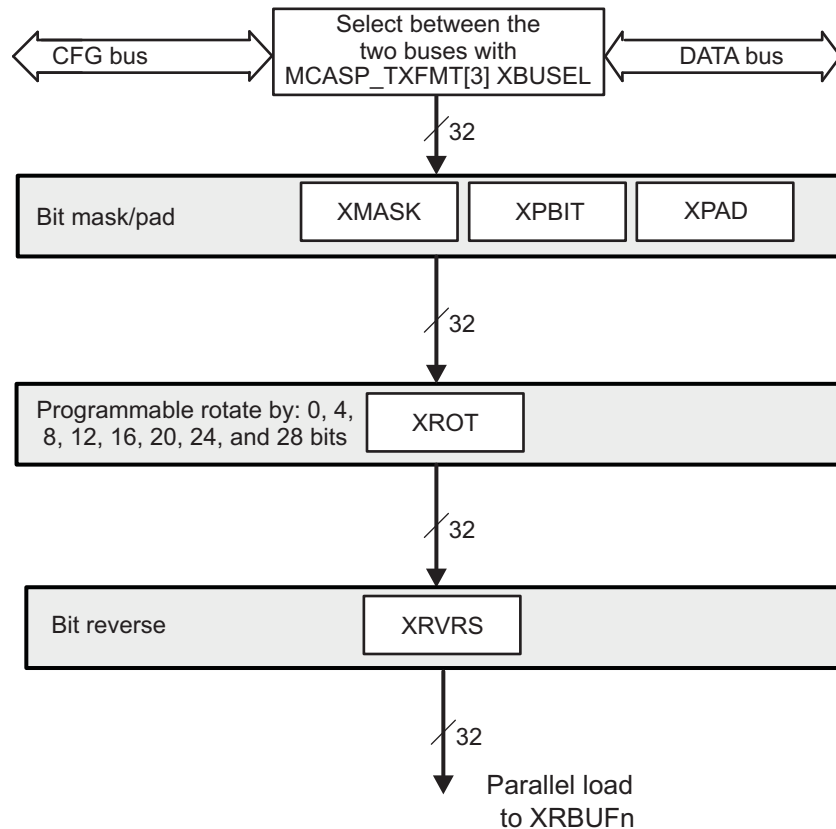 Select between the
two buses with
MCASP_TXFMT[3] XBUSEL
CFG bus
DATA bus
32
Bit mask/pad
XMASK
XPBIT
XPAD
32
Programmable rotate by: 0, 4,
8, 12, 16, 20, 24, and 28 bits
XROT
32
Bit reverse
XRVRS
32
Parallel load
to XRBUFn